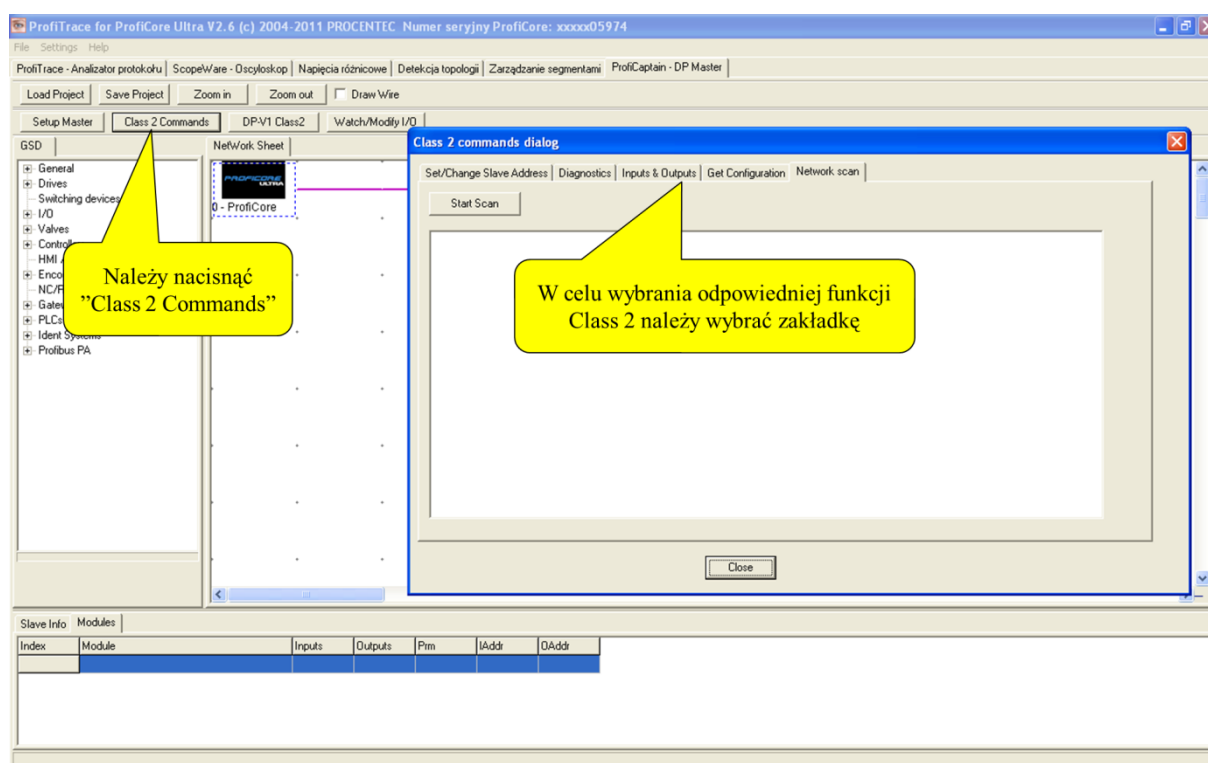 ProfiTrace for ProfiCore Ultra V2.6 (c) 2004-2011 PROCENTEC Numer seryjny ProfiCore: xxxxx05974
File Settings Help
ProfiTrace - Analizator protokołu ScopeWare - Oscyloskop Napięcia różnicowe Detekcja topologii Zarządzanie segmentami ProfiCaptain - DP Master
Load Project Save Project Zoom in Zoom out Draw Wire
Setup Master Class 2 Commands DP-V1 Class2 Watch/Modify I/O
GSD
NetWork Sheet
General
Drives
Switching devices
I/O
Valves
HMI
PLCs
Ident Systems
Profibus PA
PROFICORE
ULTRA
0 - ProfiCore
Należy nacisnąć
”Class 2 Commands”
Class 2 commands dialog
Set/Change Slave Address Diagnostics Inputs & Outputs Get Configuration Network scan
Start Scan
W celu wybrania odpowiedniej funkcji
Class 2 należy wybrać zakładkę
Close
Slave Info Modules
Index Module Inputs Outputs Prm IAddr OAddr